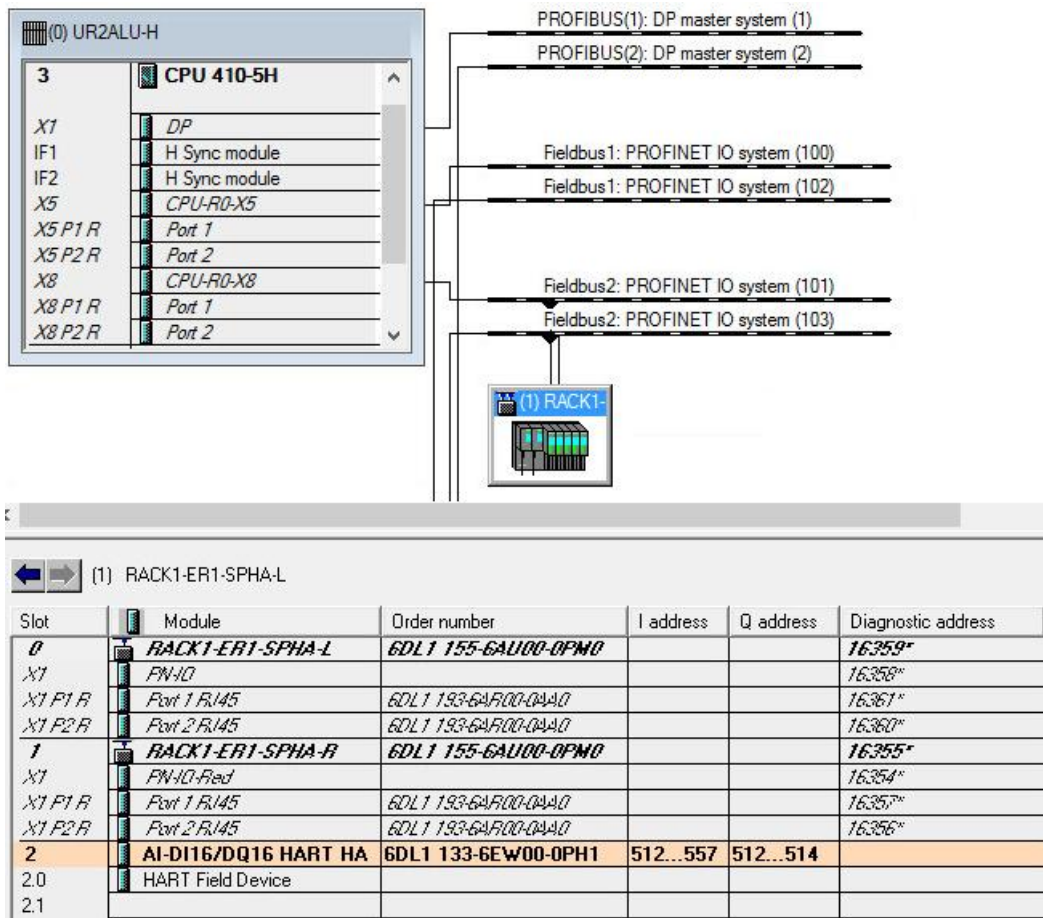 (0) UR2ALU-H
3 CPU 410-5H
X1 DP
IF1 H Sync module
IF2 H Sync module
X5 CPU-R0-X5
X5 P1 R Port 1
X5 P2 R Port 2
X8 CPU-R0-X8
X8 P1 R Port 1
X8 P2 R Port 2
PROFIBUS(1): DP master system (1)
PROFIBUS(2): DP master system (2)
Fieldbus1: PROFINET IO system (100)
Fieldbus1: PROFINET IO system (102)
Fieldbus2: PROFINET IO system (101)
Fieldbus2: PROFINET IO system (103)
(1) RACK1-
(1) RACK1-ER1-SPHA-L
Slot Module Order number I address Q address Diagnostic address
0 RACK1-ER1-SPHA-L 6DL1 155-6AU00-0PM0 16359*
X1 PN-IO 16358*
X1 P1 R Port 1 RJ45 6DL1 193-6AR00-0AA0 16361*
X1 P2 R Port 2 RJ45 6DL1 193-6AR00-0AA0 16360*
1 RACK1-ER1-SPHA-R 6DL1 155-6AU00-0PM0 16355*
X1 PN-IO-Red 16354*
X1 P1 R Port 1 RJ45 6DL1 193-6AR00-0AA0 16357*
X1 P2 R Port 2 RJ45 6DL1 193-6AR00-0AA0 16356*
2 AI-DI16/DQ16 HART HA 6DL1 133-6EW00-0PH1 512...557 512...514
2.0 HART Field Device
2.1